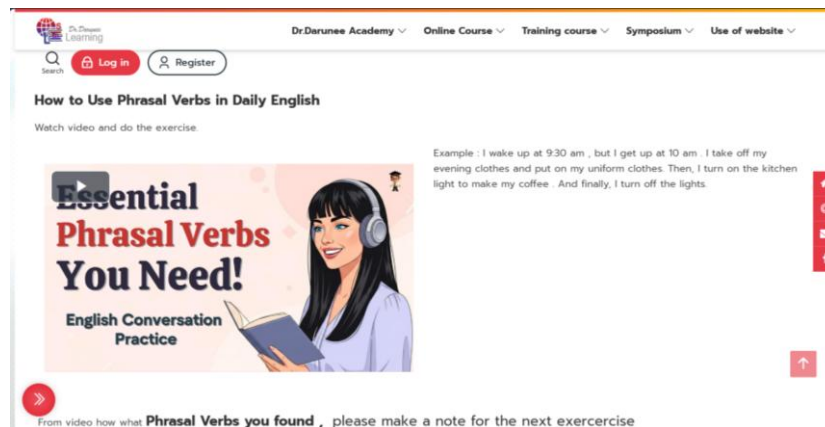 Dr.Darunee
Learning
Dr.Darunee Academy
Online Course
Training course
Symposium
Use of website
Search
Log in
Register
How to Use Phrasal Verbs in Daily English
Watch video and do the exercise.
Example : I wake up at 9:30 am , but I get up at 10 am . I take off my
evening clothes and put on my uniform clothes. Then, I turn on the kitchen
light to make my coffee . And finally, I turn off the lights.
Essential
Phrasal Verbs
You Need!
English Conversation
Practice
From video how what Phrasal Verbs you found , please make a note for the next exercercise